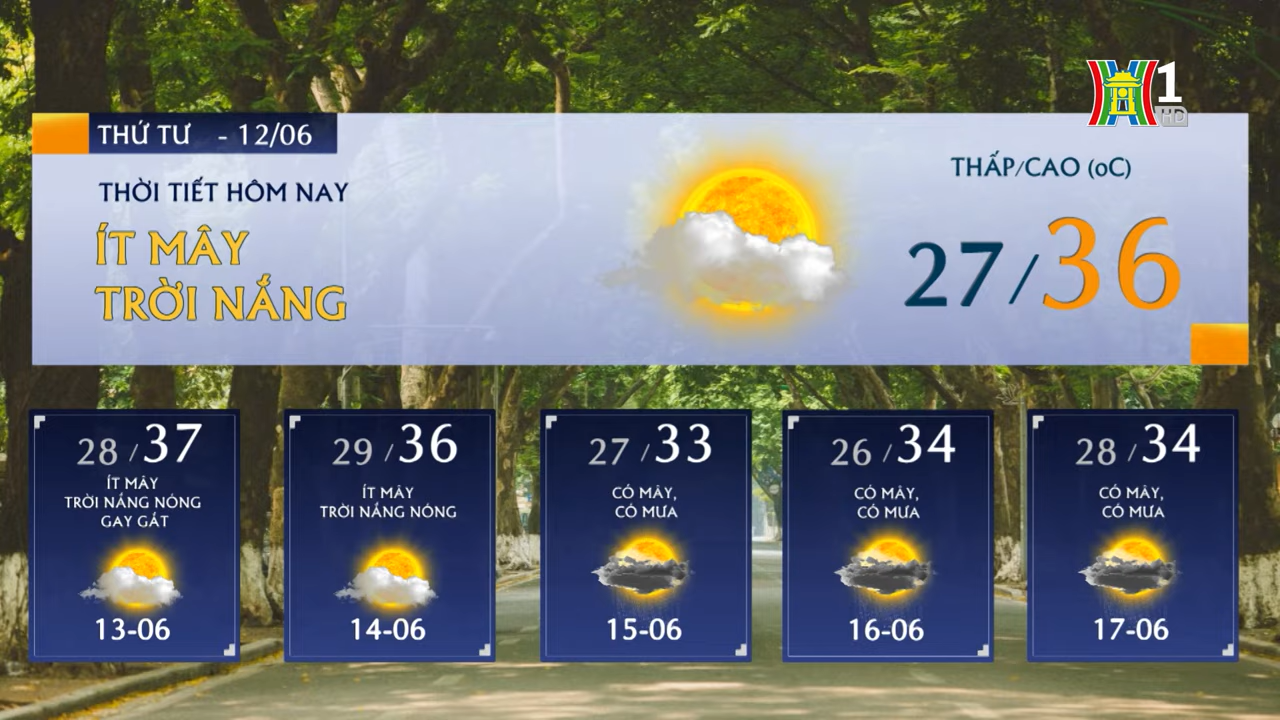 1
HD
THỨ TƯ - 12/06
THỜI TIẾT HÔM NAY
ÍT MÂY
TRỜI NẮNG
THẤP/CAO (oC)
27/36
28/37
ÍT MÂY
TRỜI NẮNG NÓNG
GAY GẮT
13-06
29/36
ÍT MÂY
TRỜI NẮNG NÓNG
14-06
27/33
CÓ MÂY,
CÓ MƯA
15-06
26/34
CÓ MÂY,
CÓ MƯA
16-06
28/34
CÓ MÂY,
CÓ MƯA
17-06